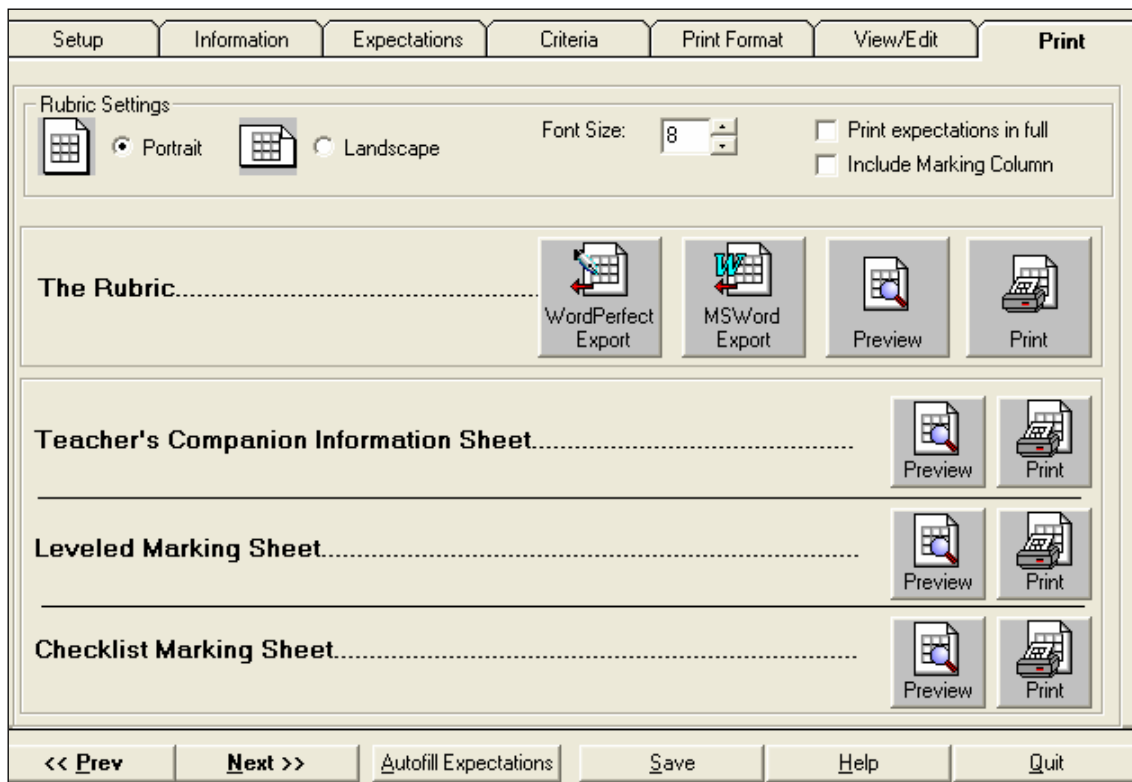 Setup Information Expectations Criteria Print Format View/Edit Print
Rubric Settings
Portrait Landscape Font Size: 8 Print expectations in full
Include Marking Column
The Rubric
WordPerfect Export
W
MSWord Export
Preview
Print
Teacher's Companion Information Sheet
Preview
Print
Leveled Marking Sheet
Preview
Print
Checklist Marking Sheet
Preview
Print
<< Prev Next >> Autofill Expectations Save Help Quit